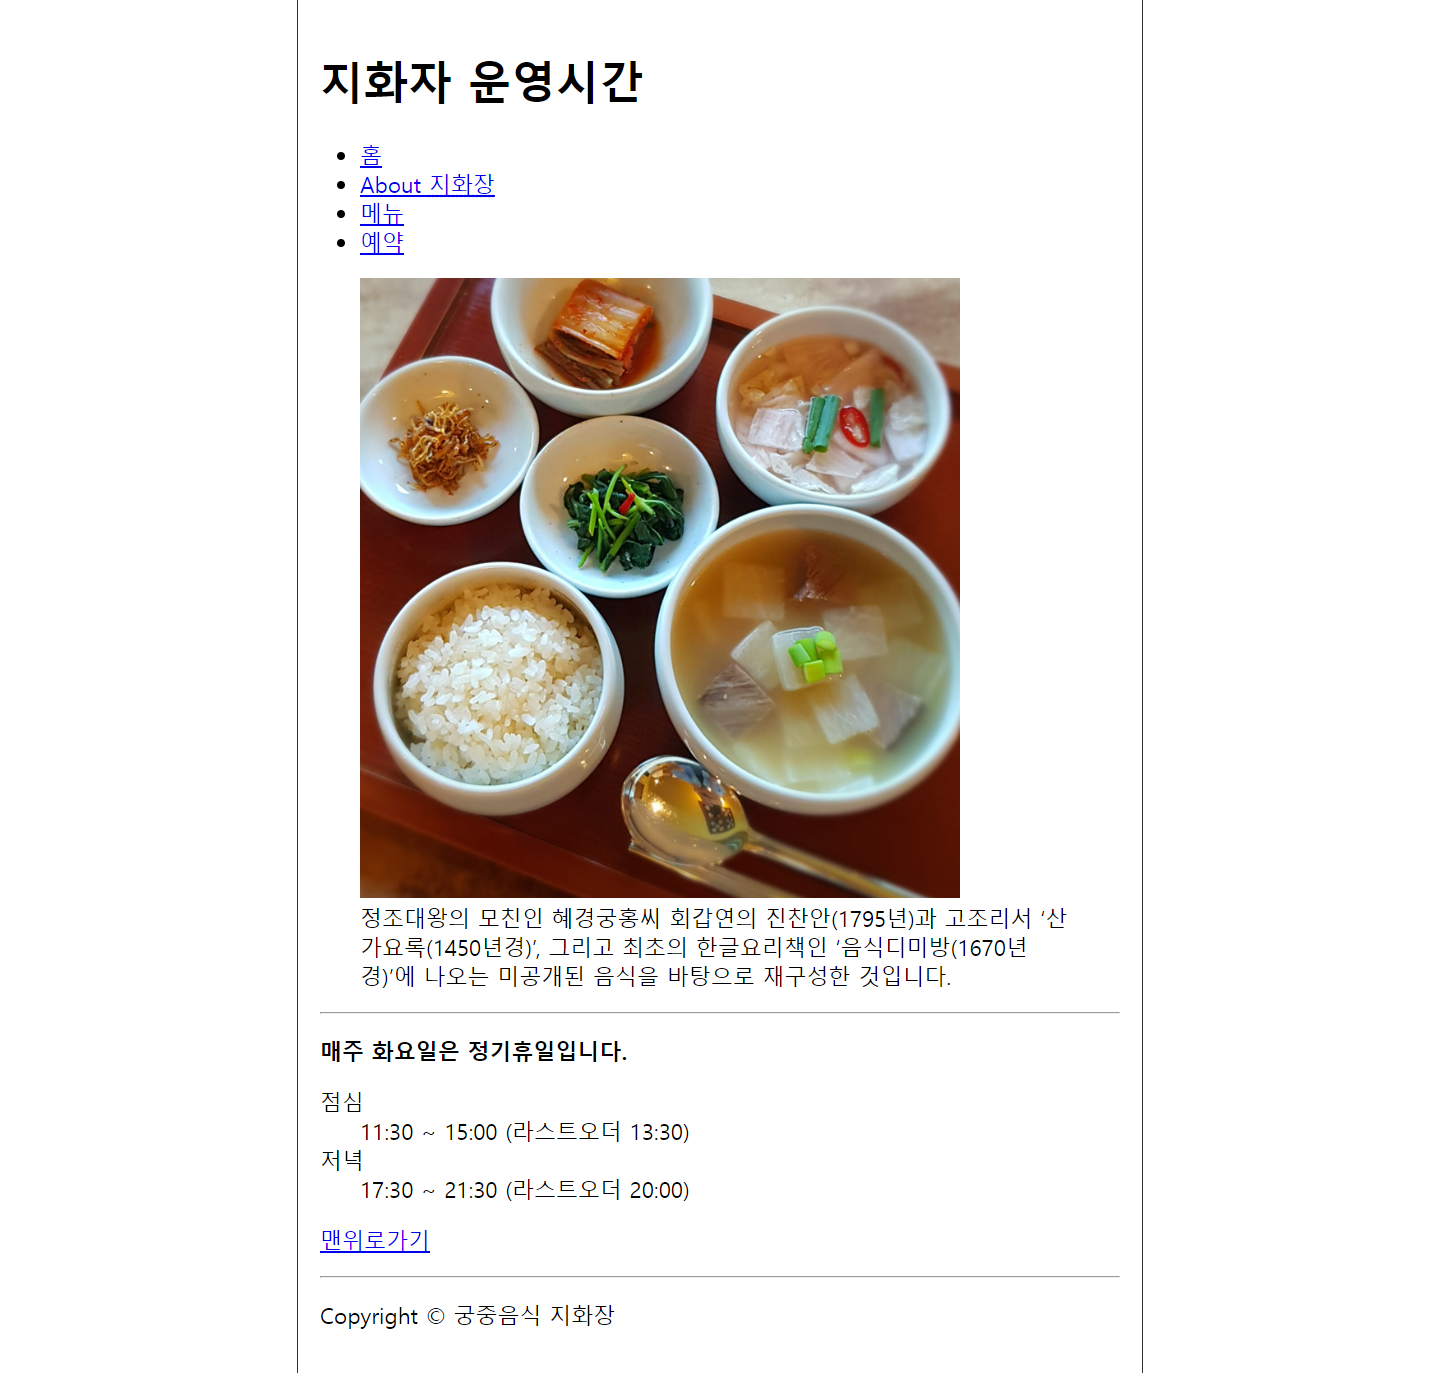 지화자 운영시간
홈
About 지화장
메뉴
예약
정조대왕의 모친인 혜경궁홍씨 회갑연의 진찬안(1795년)과 고조리서 ‘산
가요록(1450년경)’, 그리고 최초의 한글요리책인 ‘음식디미방(1670년
경)’에 나오는 미공개된 음식을 바탕으로 재구성한 것입니다.
매주 화요일은 정기휴일입니다.
점심
11:30 ~ 15:00 (라스트오더 13:30)
저녁
17:30 ~ 21:30 (라스트오더 20:00)
맨위로가기
Copyright © 궁중음식 지화장